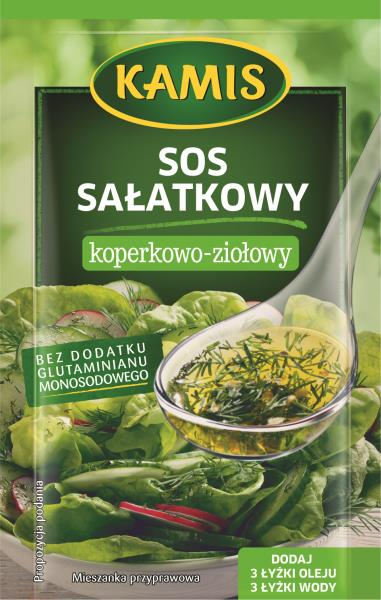 KAMIS
SOS
SAŁATKOWY
koperkowo-ziołowy
BEZ DODATKU
GLUTAMINIANU
MONOSODOWEGO
Propozycja podania
Mieszanka przyprawowa
DODAJ
3 ŁYŻKI OLEJU
3 ŁYŻKI WODY